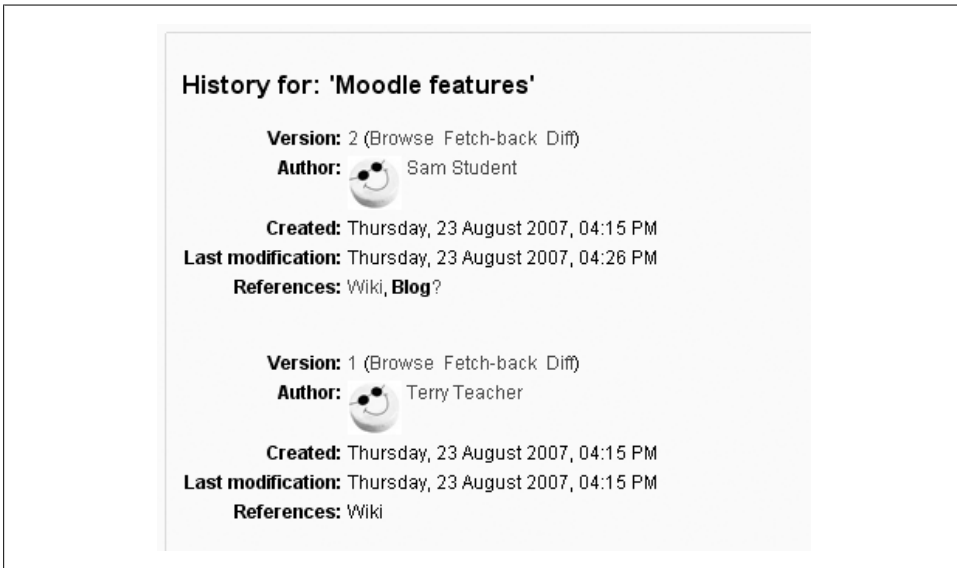 History for: 'Moodle features'
Version: 2 (Browse Fetch-back Diff)
Author: Sam Student
Created: Thursday, 23 August 2007, 04:15 PM
Last modification: Thursday, 23 August 2007, 04:26 PM
References: Wiki, Blog?
Version: 1 (Browse Fetch-back Diff)
Author: Terry Teacher
Created: Thursday, 23 August 2007, 04:15 PM
Last modification: Thursday, 23 August 2007, 04:15 PM
References: Wiki